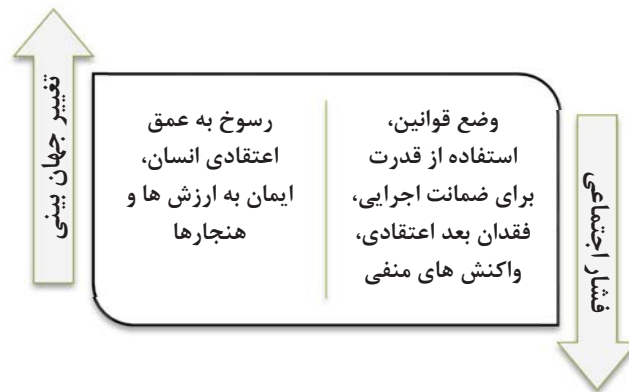 وضع قوانین،
استفاده از قدرت
برای ضمانت اجرایی،
فقدان بعد اعتقادی،
واکنش های منفی
رسوخ به عمق
اعتقادی انسان،
ایمان به ارزش ها و
هنجارها
فشار اجتماعی
تغییر جهان بینی